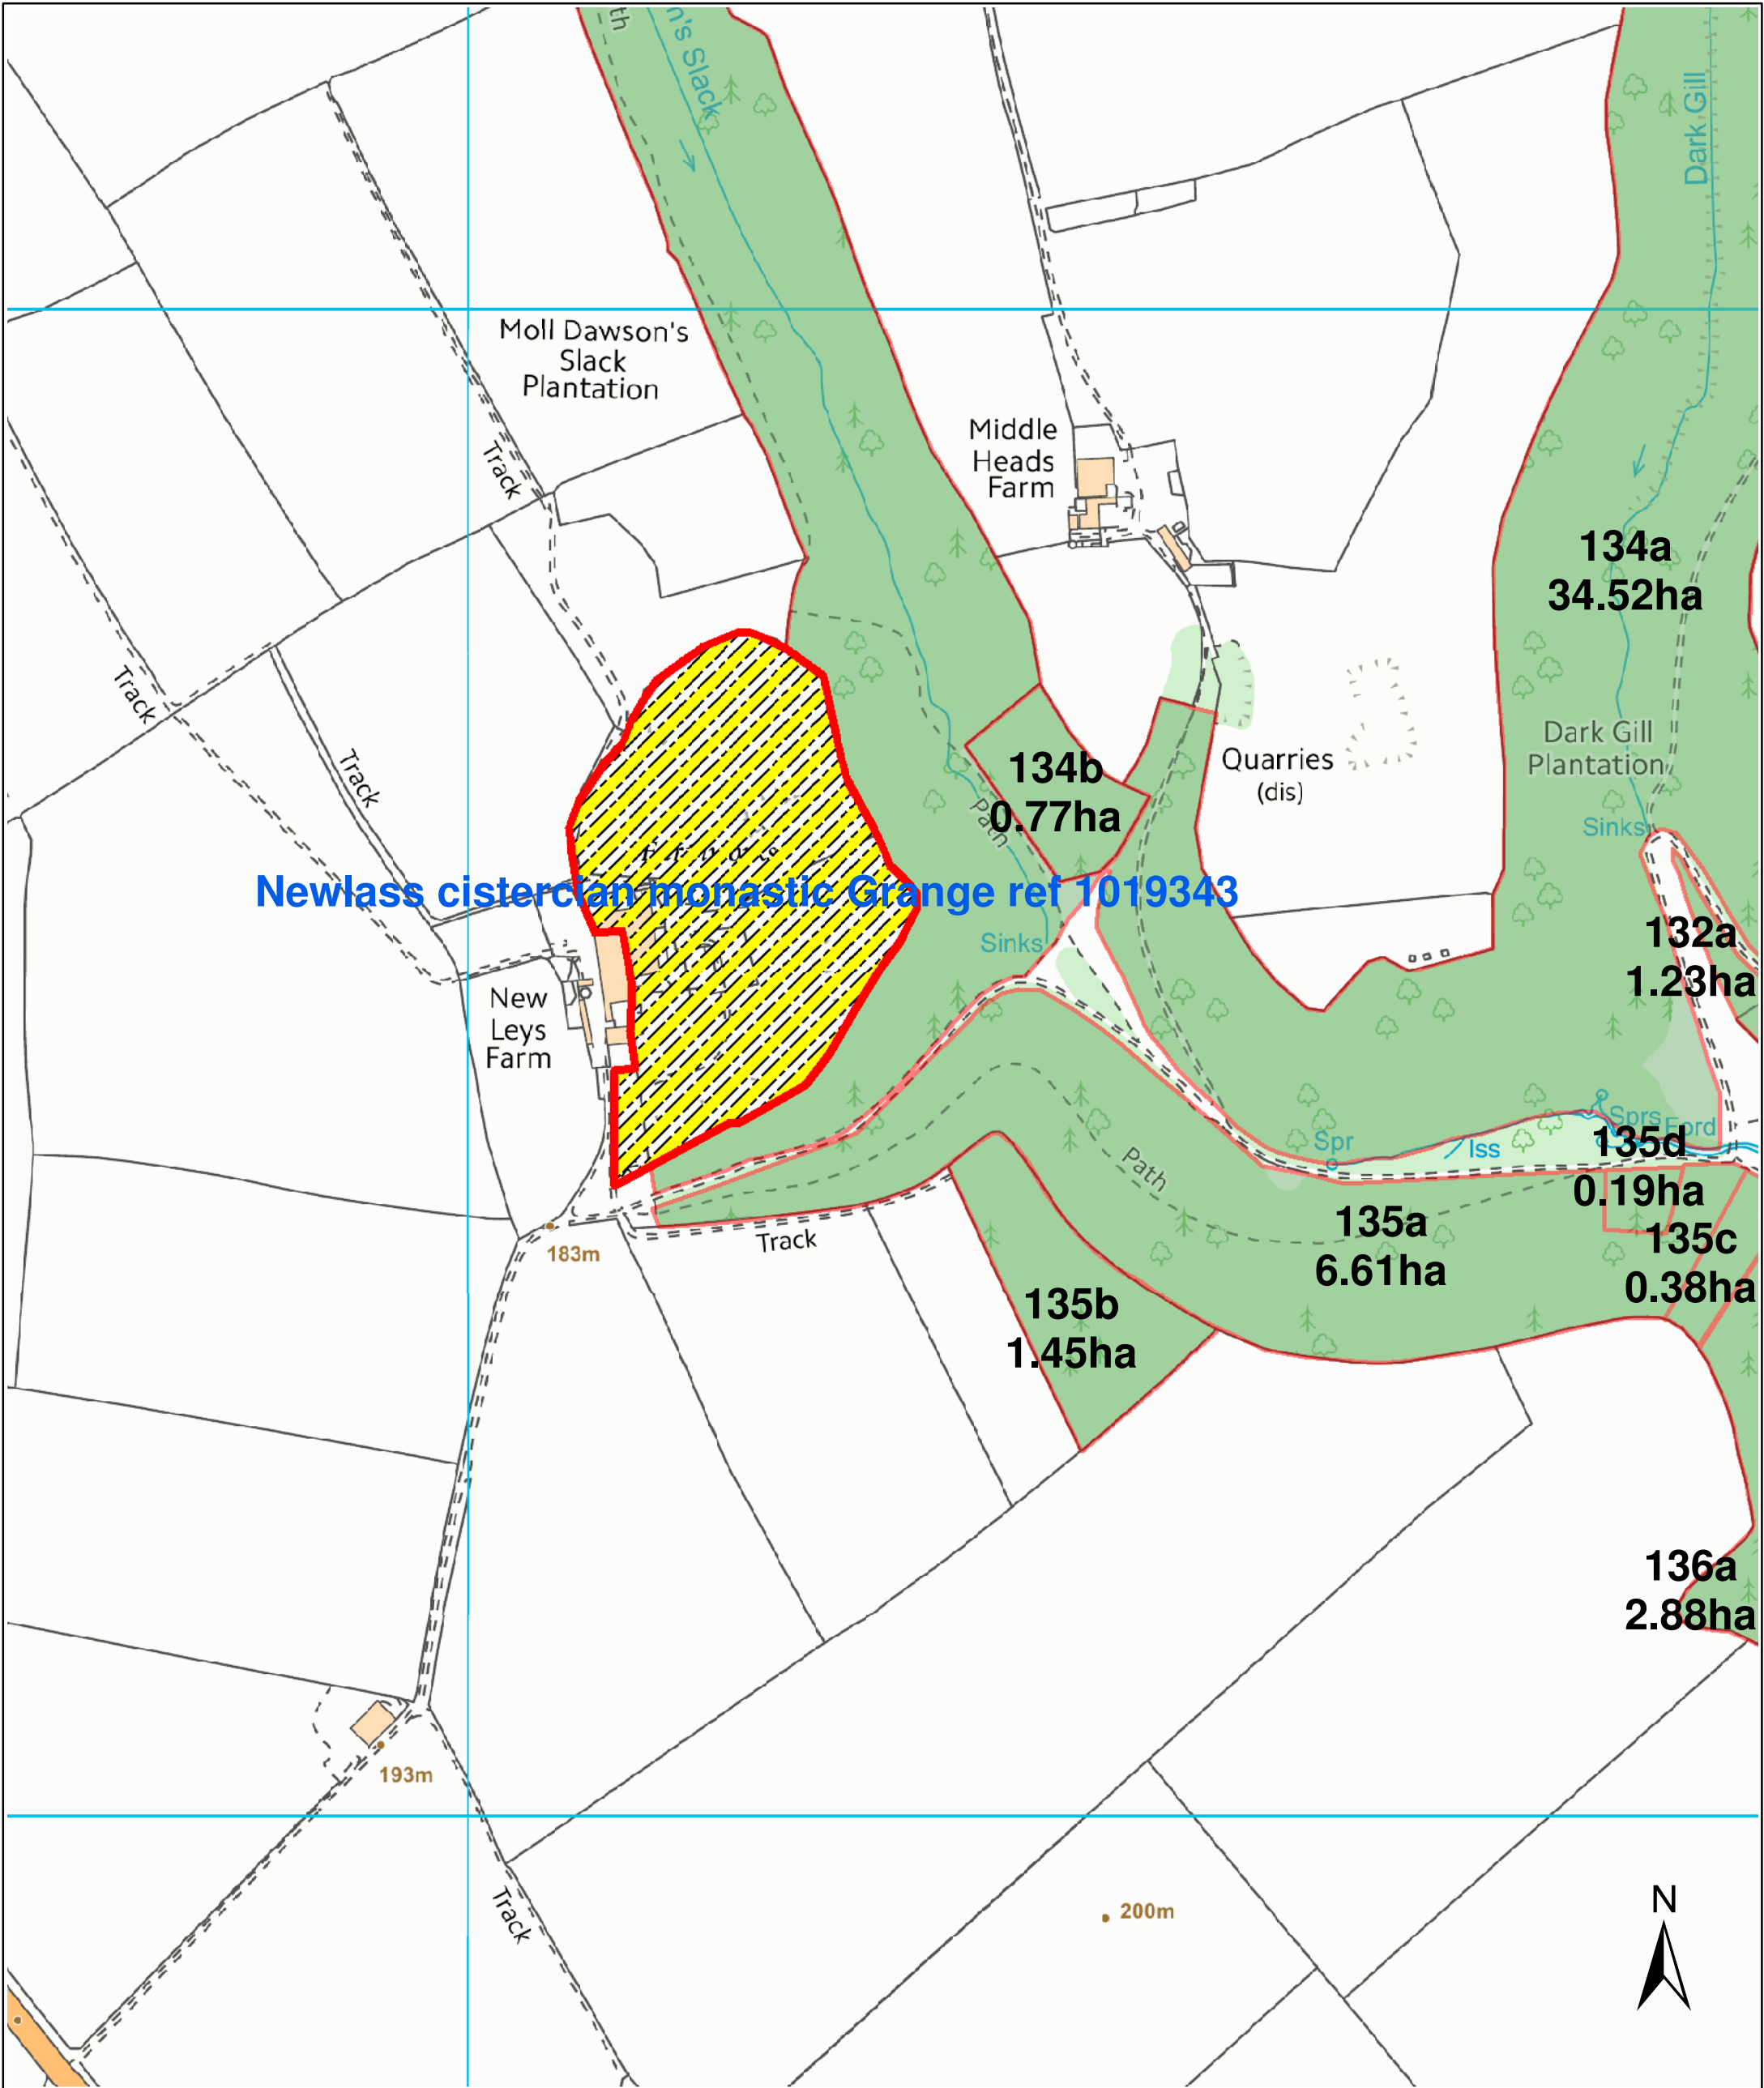 n's Slack
th
Dark Gill
Moll Dawson's
Slack
Plantation
Track
Middle
Heads
Farm
134a
34.52ha
Track
Track
Dark Gill
Plantation
Quarries
(dis)
134b
0.77ha
Path
Sinks
Newlass cistercian monastic Grange ref 1019343
Sinks
132a
1.23ha
New
Leys
Farm
Sprs
Ford
Spr
Iss
135d
0.19ha
Path
135a
6.61ha
135c
0.38ha
Track
183m
135b
1.45ha
136a
2.88ha
193m
Track
200m
N